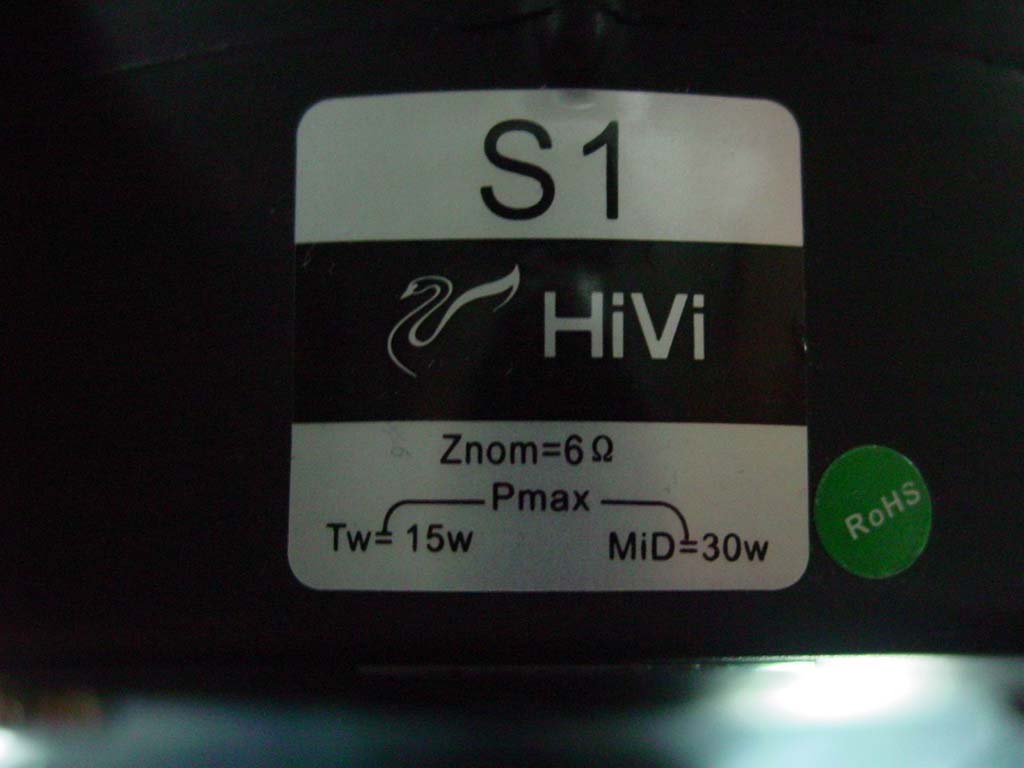 S1
HiVi
Znom=6Ω
Pmax
Tw=15w MiD=30w
RoHS